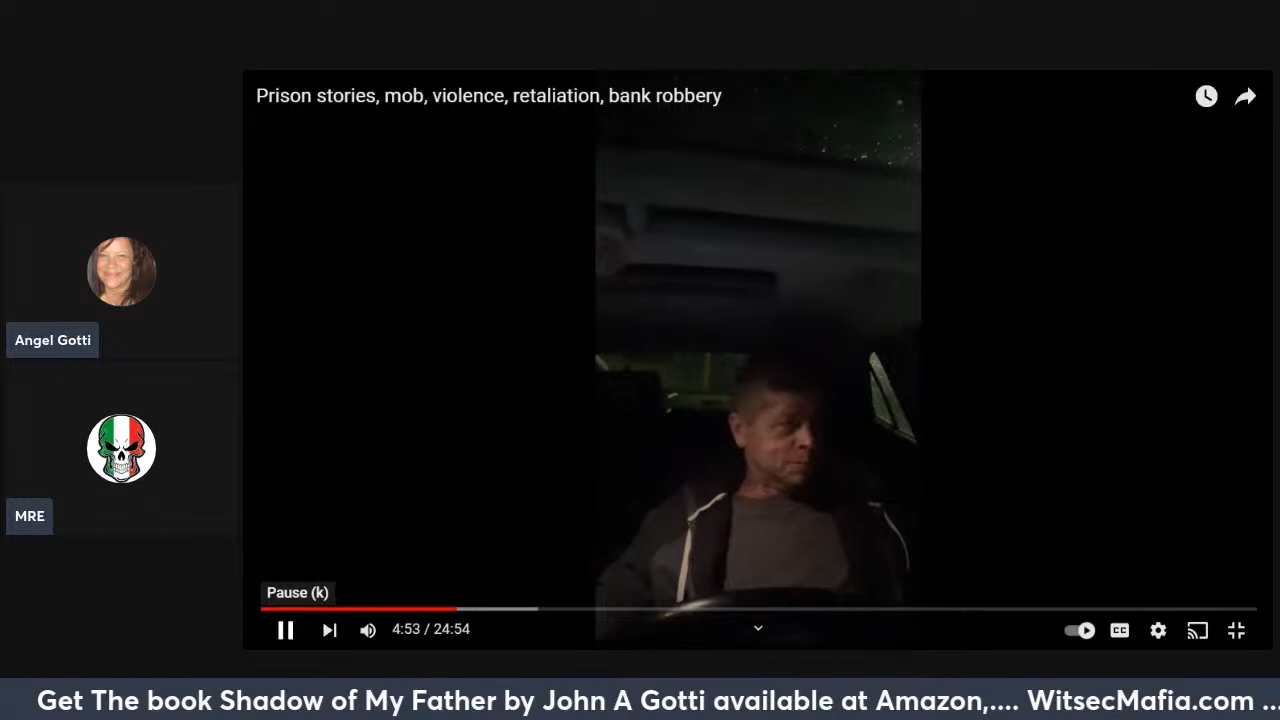 Prison stories, mob, violence, retaliation, bank robbery
Angel Gotti
MRE
Pause (k)
4:53 / 24:54
CC
Get The book Shadow of My Father by John A Gotti available at Amazon,.... WitsecMafia.com ...